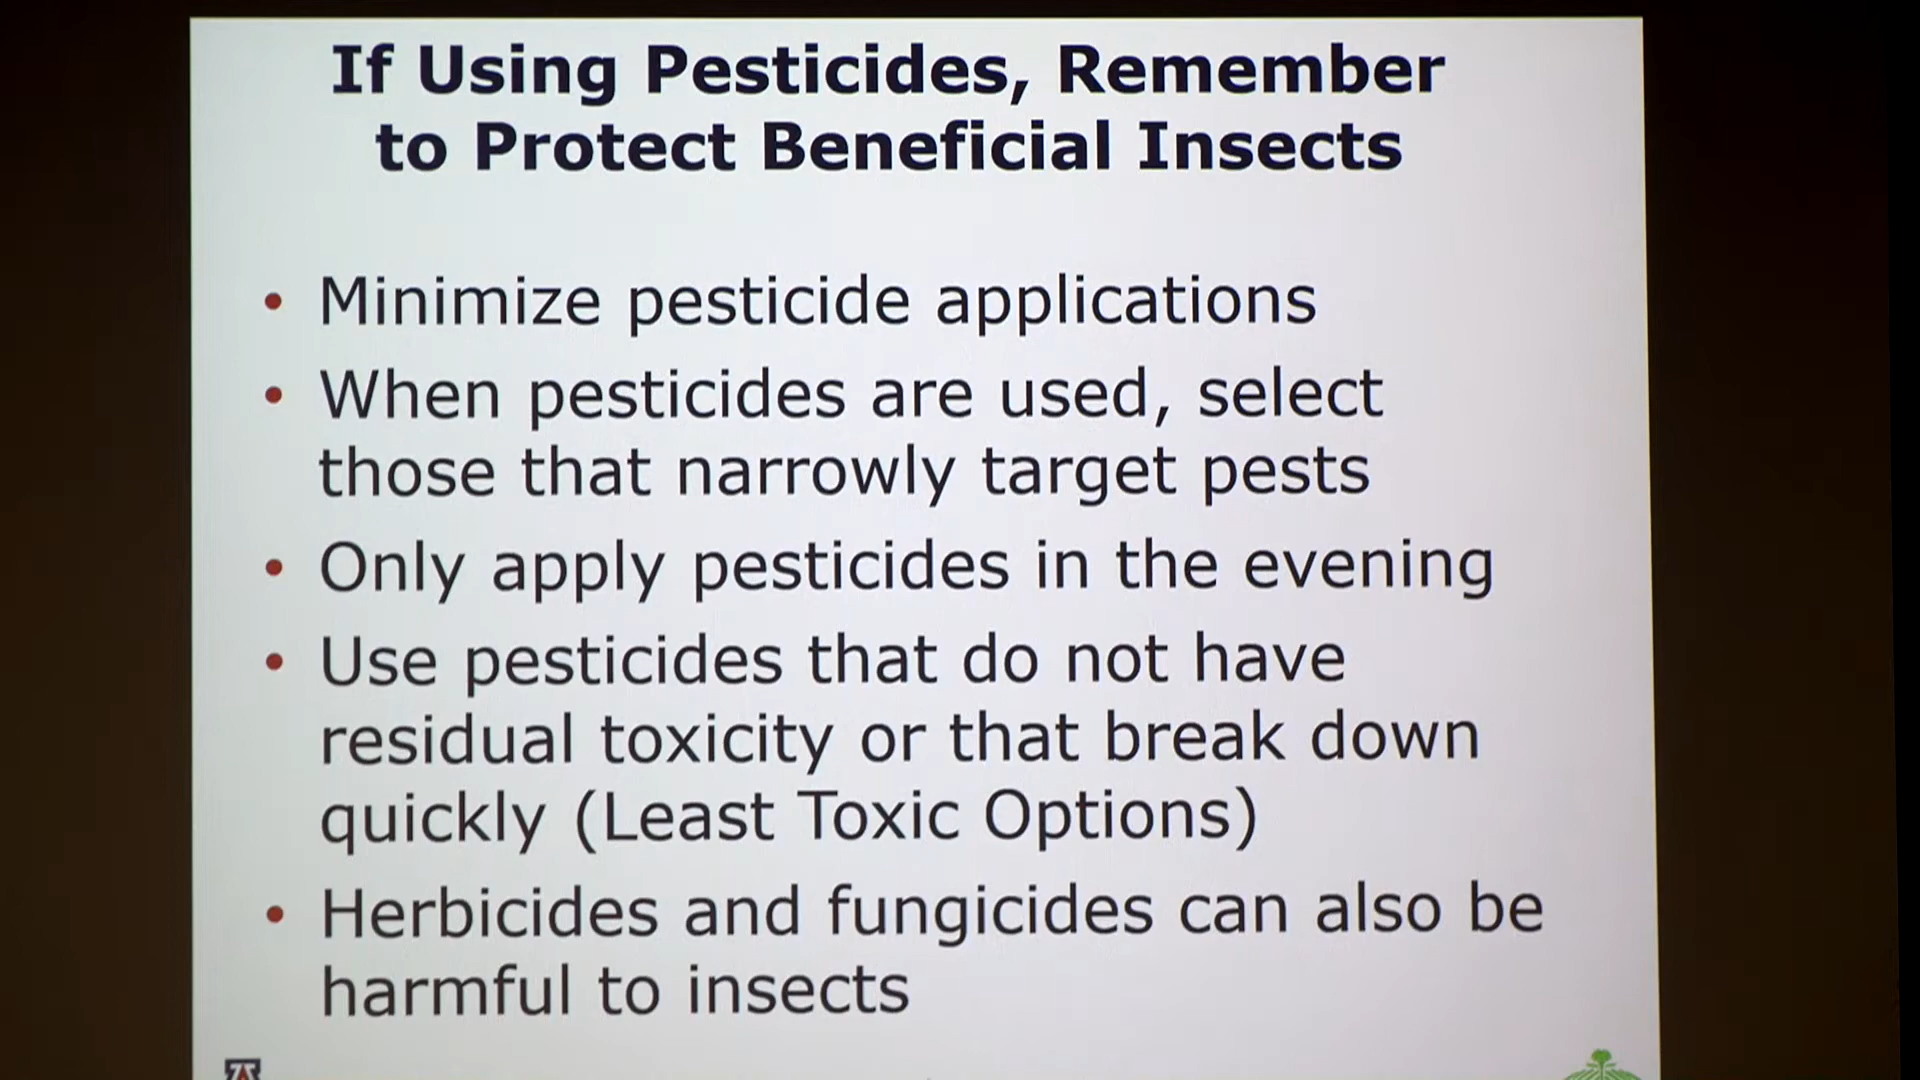 If Using Pesticides, Remember
to Protect Beneficial Insects
• Minimize pesticide applications
• When pesticides are used, select
those that narrowly target pests
• Only apply pesticides in the evening
• Use pesticides that do not have
residual toxicity or that break down
quickly (Least Toxic Options)
• Herbicides and fungicides can also be
harmful to insects